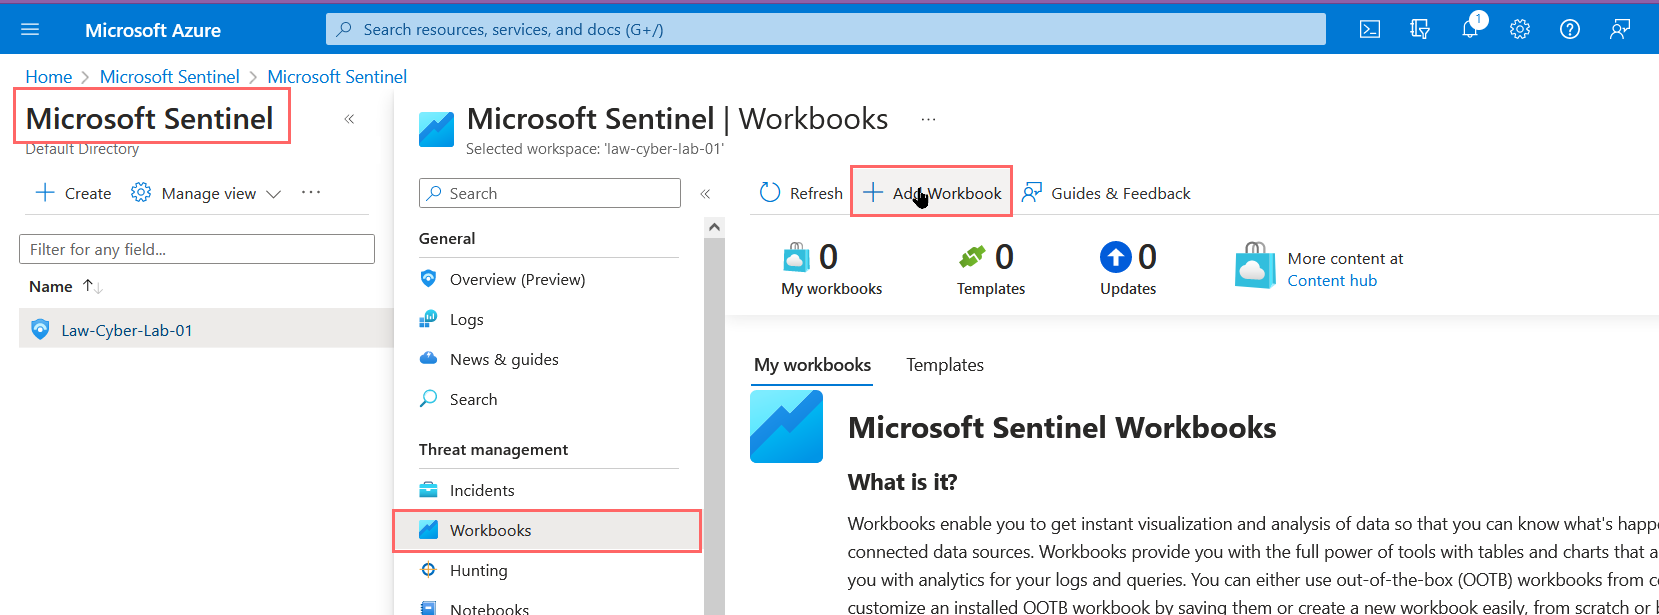 Microsoft Azure
Search resources, services, and docs (G+/)
1
Home > Microsoft Sentinel > Microsoft Sentinel
Microsoft Sentinel
«
Default Directory
+ Create
Manage view
...
Filter for any field...
Name ↑↓
Law-Cyber-Lab-01
Microsoft Sentinel | Workbooks
...
Selected workspace: 'law-cyber-lab-01'
Search
«
General
Overview (Preview)
Logs
News & guides
Search
Threat management
Incidents
Workbooks
Hunting
Notebooks
Refresh
+ Add Workbook
Guides & Feedback
0
My workbooks
0
Templates
0
Updates
More content at
Content hub
My workbooks
Templates
Microsoft Sentinel Workbooks
What is it?
Workbooks enable you to get instant visualization and analysis of data so that you can know what's happ
connected data sources. Workbooks provide you with the full power of tools with tables and charts that a
you with analytics for your logs and queries. You can either use out-of-the-box (OOTB) workbooks from c
customize an installed OOTB workbook by saving them or create a new workbook easily, from scratch or b